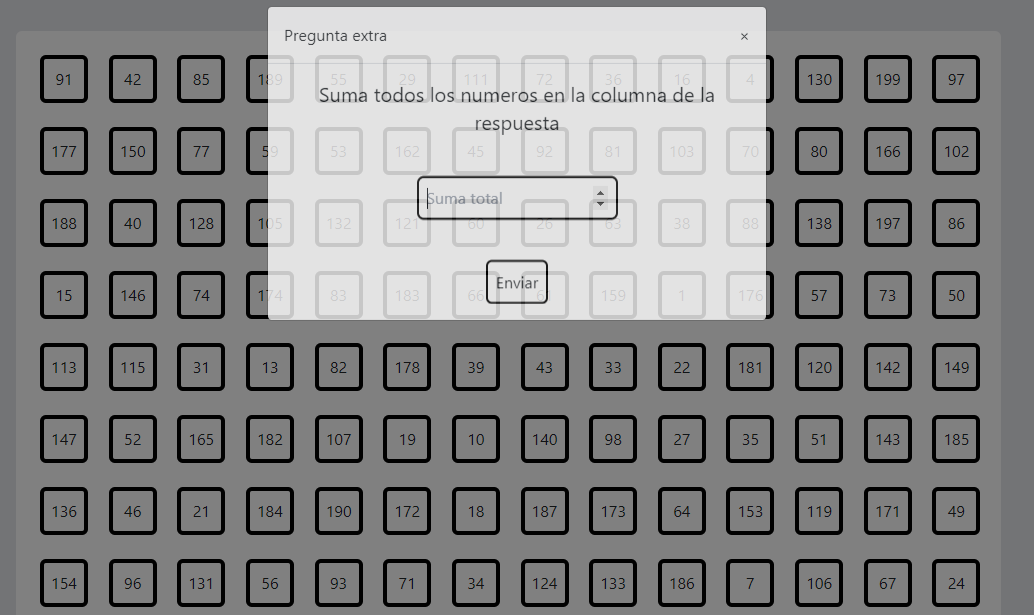 Pregunta extra ×
91 42 85 189 55 29 111 72 36 16 4 130 199 97
Suma todos los numeros en la columna de la
respuesta
177 150 77 59 53 162 45 92 81 103 70 80 166 102
Suma total
188 40 128 105 132 121 60 26 63 38 88 138 197 86
Enviar
15 146 74 174 83 183 66 159 1 176 57 73 50
113 115 31 13 82 178 39 43 33 22 181 120 142 149
147 52 165 182 107 19 10 140 98 27 35 51 143 185
136 46 21 184 190 172 18 187 173 64 153 119 171 49
154 96 131 56 93 71 34 124 133 186 7 106 67 24